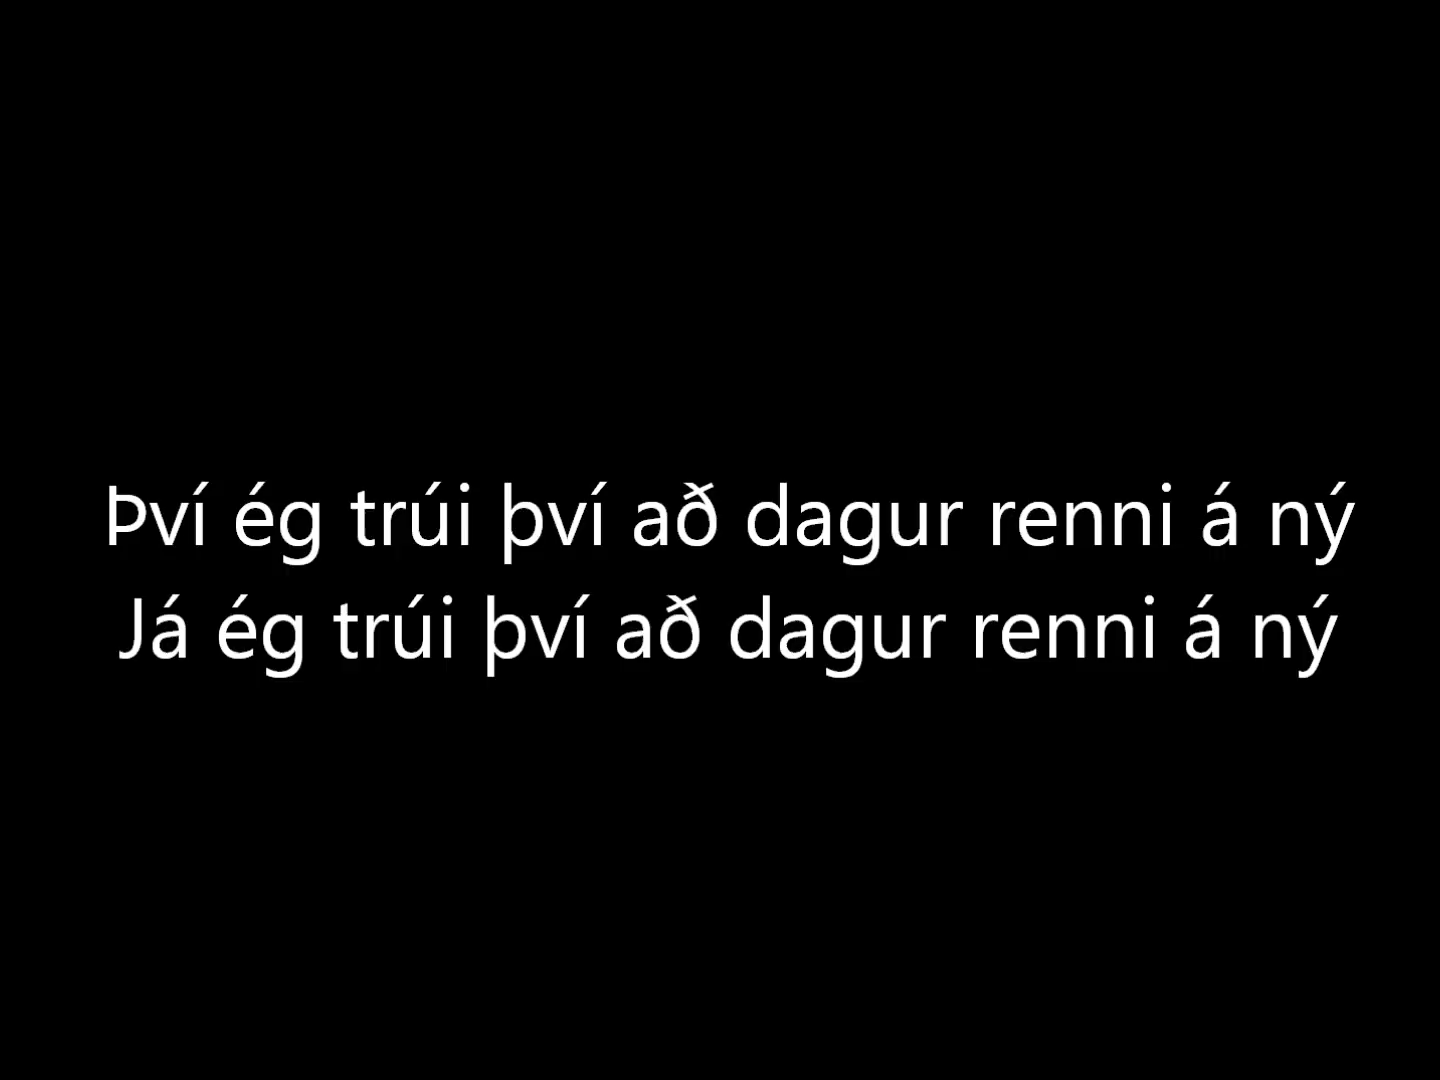 Því ég trúi því að dagur renni á ný
Já ég trúi því að dagur renni á ný